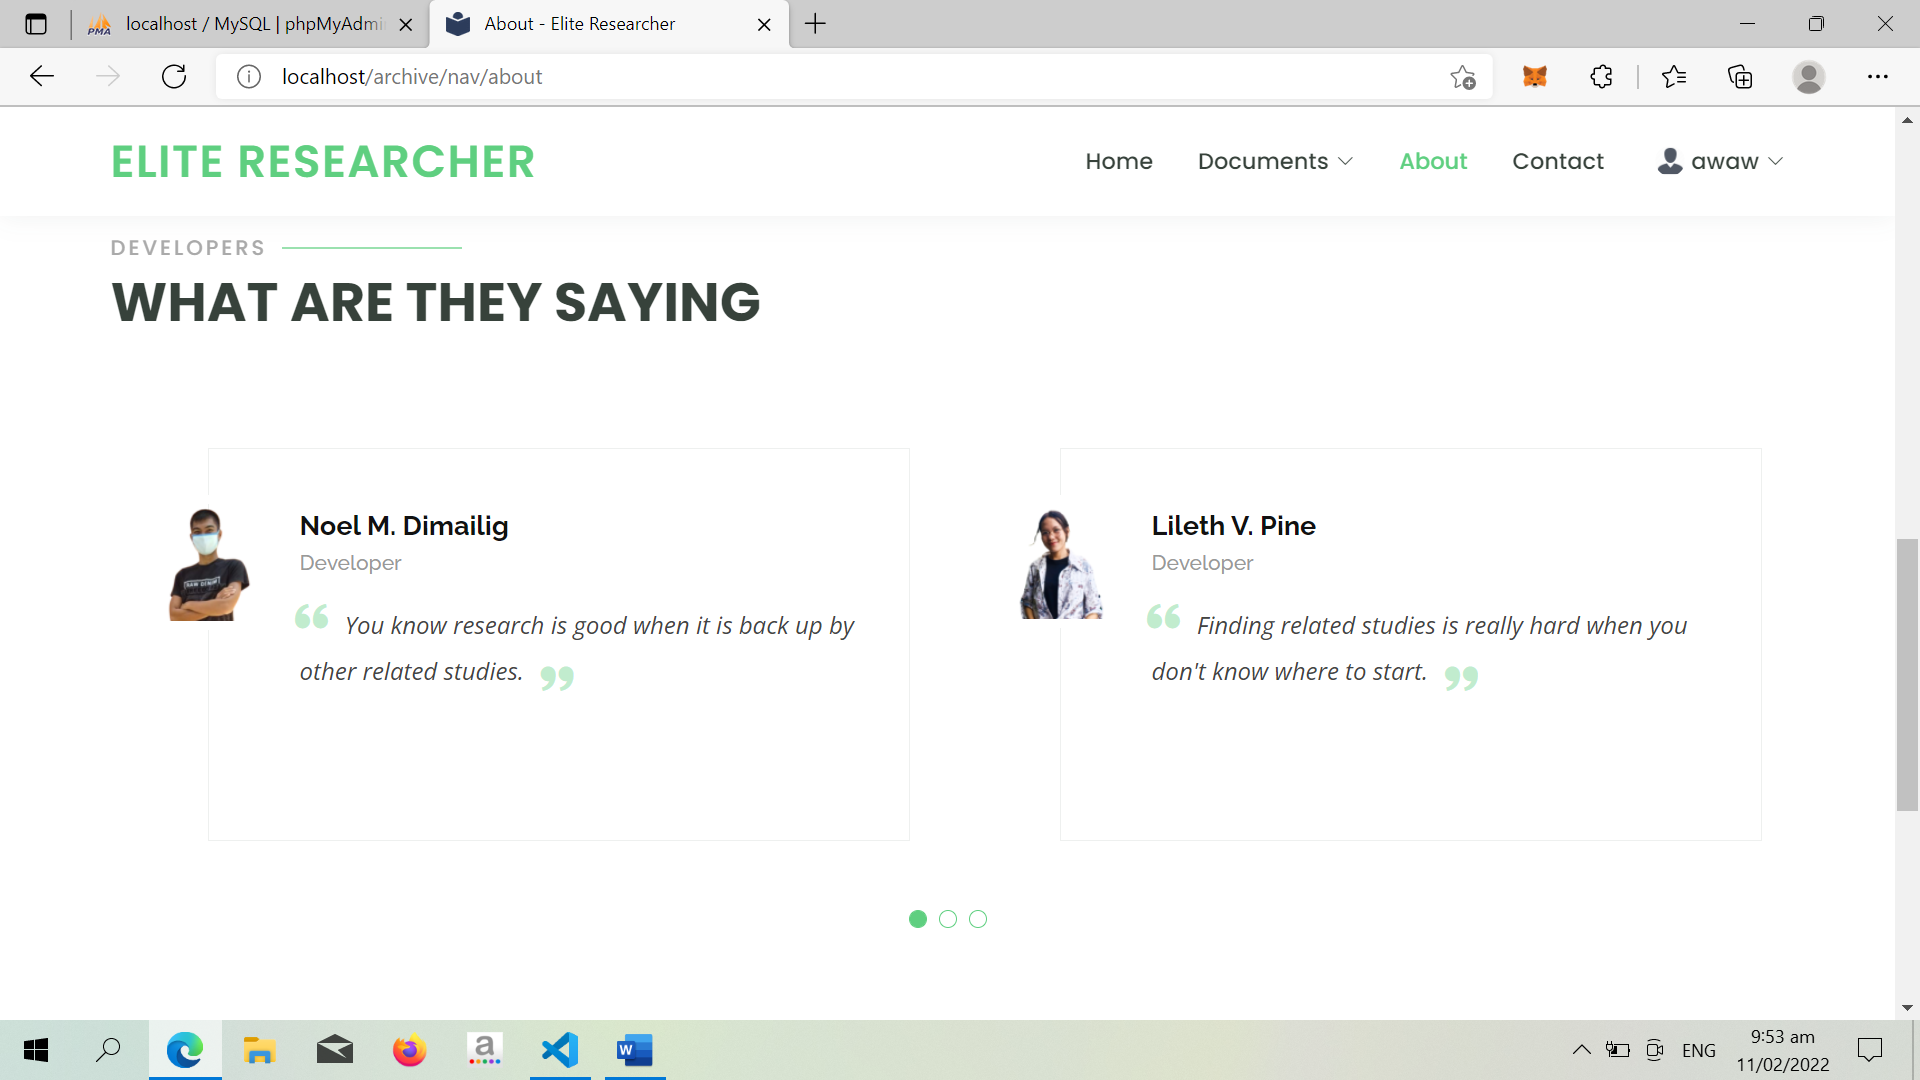 localhost / MySQL | phpMyAdmi
About - Elite Researcher
localhost/archive/nav/about
ELITE RESEARCHER
Home
Documents
About
Contact
awaw
DEVELOPERS
WHAT ARE THEY SAYING
Noel M. Dimailig
Developer
“ You know research is good when it is back up by
other related studies. ”
Lileth V. Pine
Developer
“ Finding related studies is really hard when you
don't know where to start. ”
ENG
9:53 am
11/02/2022